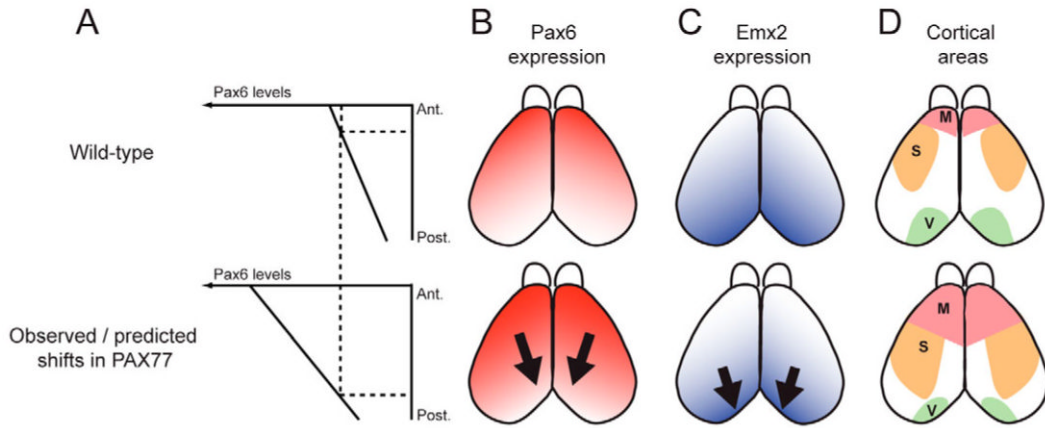 A
B
C
D
Pax6
expression
Emx2
expression
Cortical
areas
Pax6 levels
Ant.
Wild-type
Post.
M
S
V
Pax6 levels
Ant.
Observed / predicted
shifts in PAX77
Post.
M
S
V